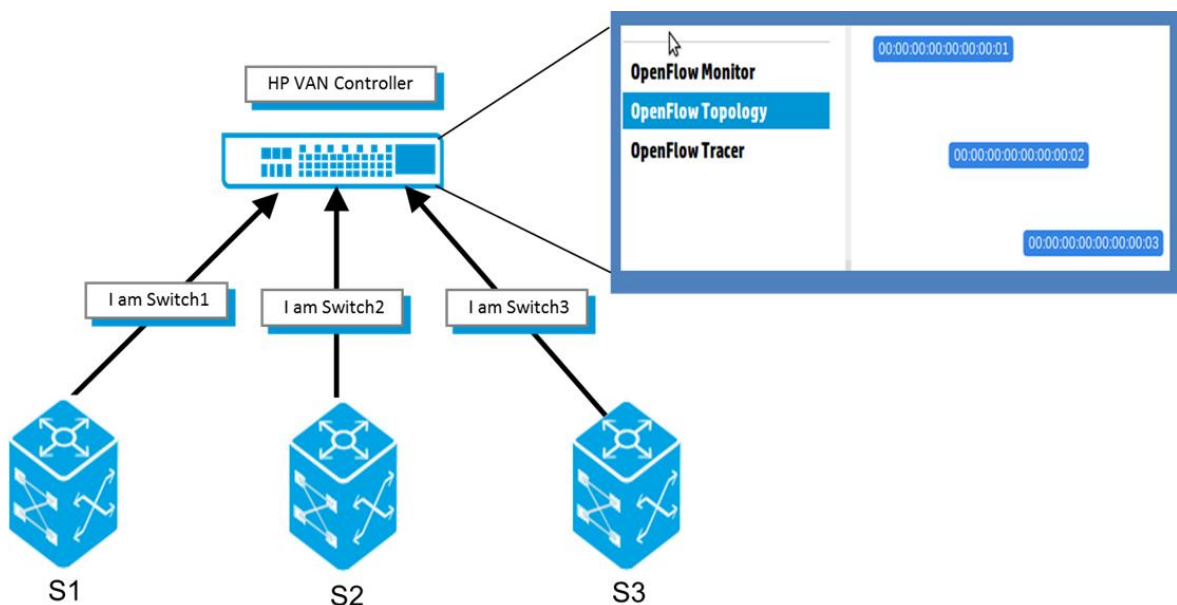 HP VAN Controller
OpenFlow Monitor
OpenFlow Topology
OpenFlow Tracer
00:00:00:00:00:00:00:01
00:00:00:00:00:00:00:02
00:00:00:00:00:00:00:03
I am Switch1
I am Switch2
I am Switch3
S1
S2
S3